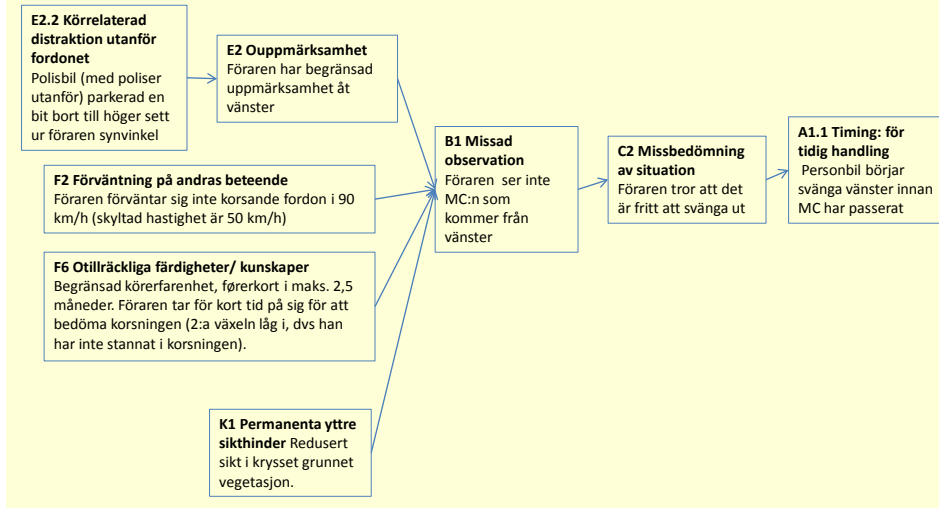 E2.2 Körrelaterad
distraktion utanför
fordonet
Polisbil (med poliser
utanför) parkerad en
bit bort till höger sett
ur föraren synvinkel
E2 Ouppmärksamhet
Föraren har begränsad
uppmärksamhet åt
vänster
F2 Förväntning på andras beteende
Föraren förväntar sig inte korsande fordon i 90
km/h (skyltad hastighet är 50 km/h)
F6 Otillräckliga färdigheter/ kunskaper
Begränsad körerfarenhet, førerkort i maks. 2,5
måneder. Föraren tar för kort tid på sig för att
bedöma korsningen (2:a växeln låg i, dvs han
har inte stannat i korsningen).
K1 Permanenta yttre
sikthinder Redusert
sikt i krysset grunnet
vegetasjon.
B1 Missad
observation
Föraren ser inte
MC:n som
kommer från
vänster
C2 Missbedömning
av situation
Föraren tror att det
är fritt att svänga ut
A1.1 Timing: för
tidig handling
Personbil börjar
svänga vänster innan
MC har passerat